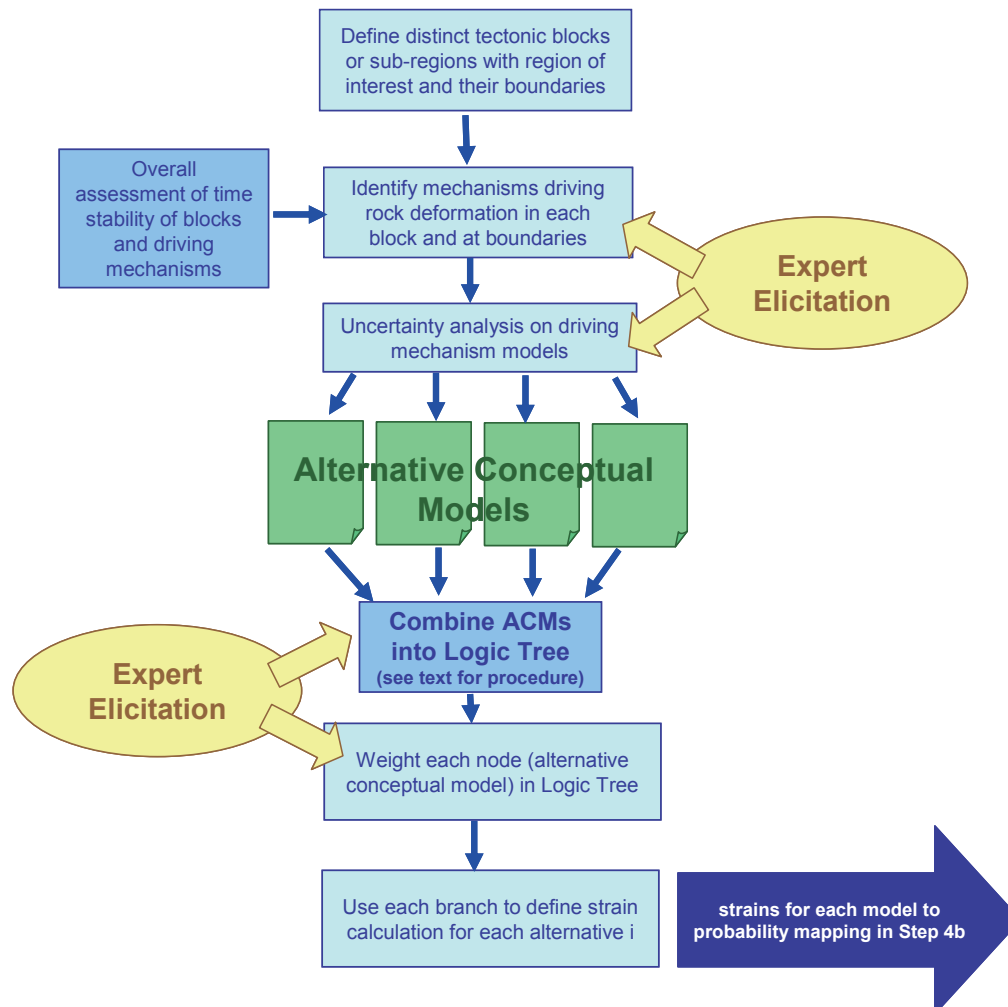 Define distinct tectonic blocks
or sub-regions with region of
interest and their boundaries
Overall
assessment of time
stability of blocks
and driving
mechanisms
Identify mechanisms driving
rock deformation in each
block and at boundaries
Expert
Elicitation
Uncertainty analysis on driving
mechanism models
Alternative Conceptual
Models
Combine ACMs
into Logic Tree
(see text for procedure)
Expert
Elicitation
Weight each node (alternative
conceptual model) in Logic Tree
Use each branch to define strain
calculation for each alternative i
strains for each model to
probability mapping in Step 4b